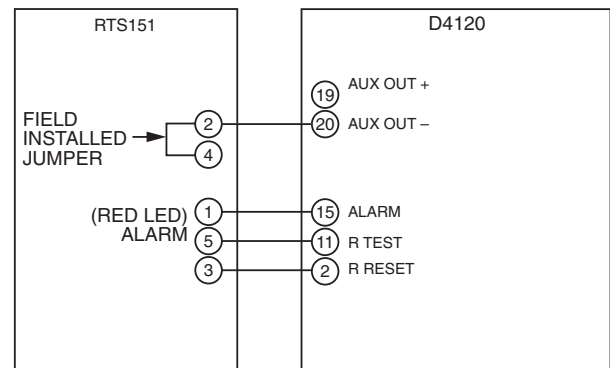 RTS151
D4120
19 AUX OUT +
FIELD
INSTALLED
JUMPER
2
20 AUX OUT –
4
(RED LED)
ALARM
1
15 ALARM
5
11 R TEST
3
2 R RESET